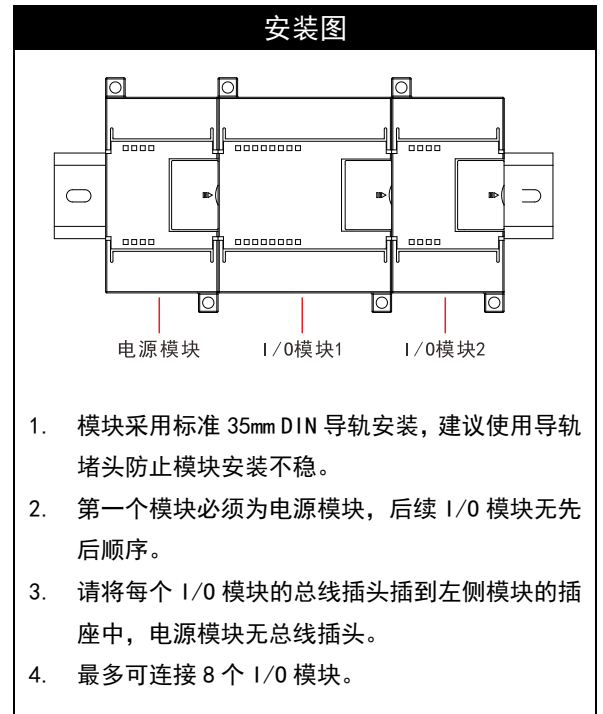 安装图
电源模块
I/0模块1
I/0模块2
1. 模块采用标准 35mm DIN 导轨安装，建议使用导轨
堵头防止模块安装不稳。
2. 第一个模块必须为电源模块，后续 I/0 模块无先
后顺序。
3. 请将每个 I/0 模块的总线插头插到左侧模块的插
座中，电源模块无总线插头。
4. 最多可连接 8 个 I/0 模块。